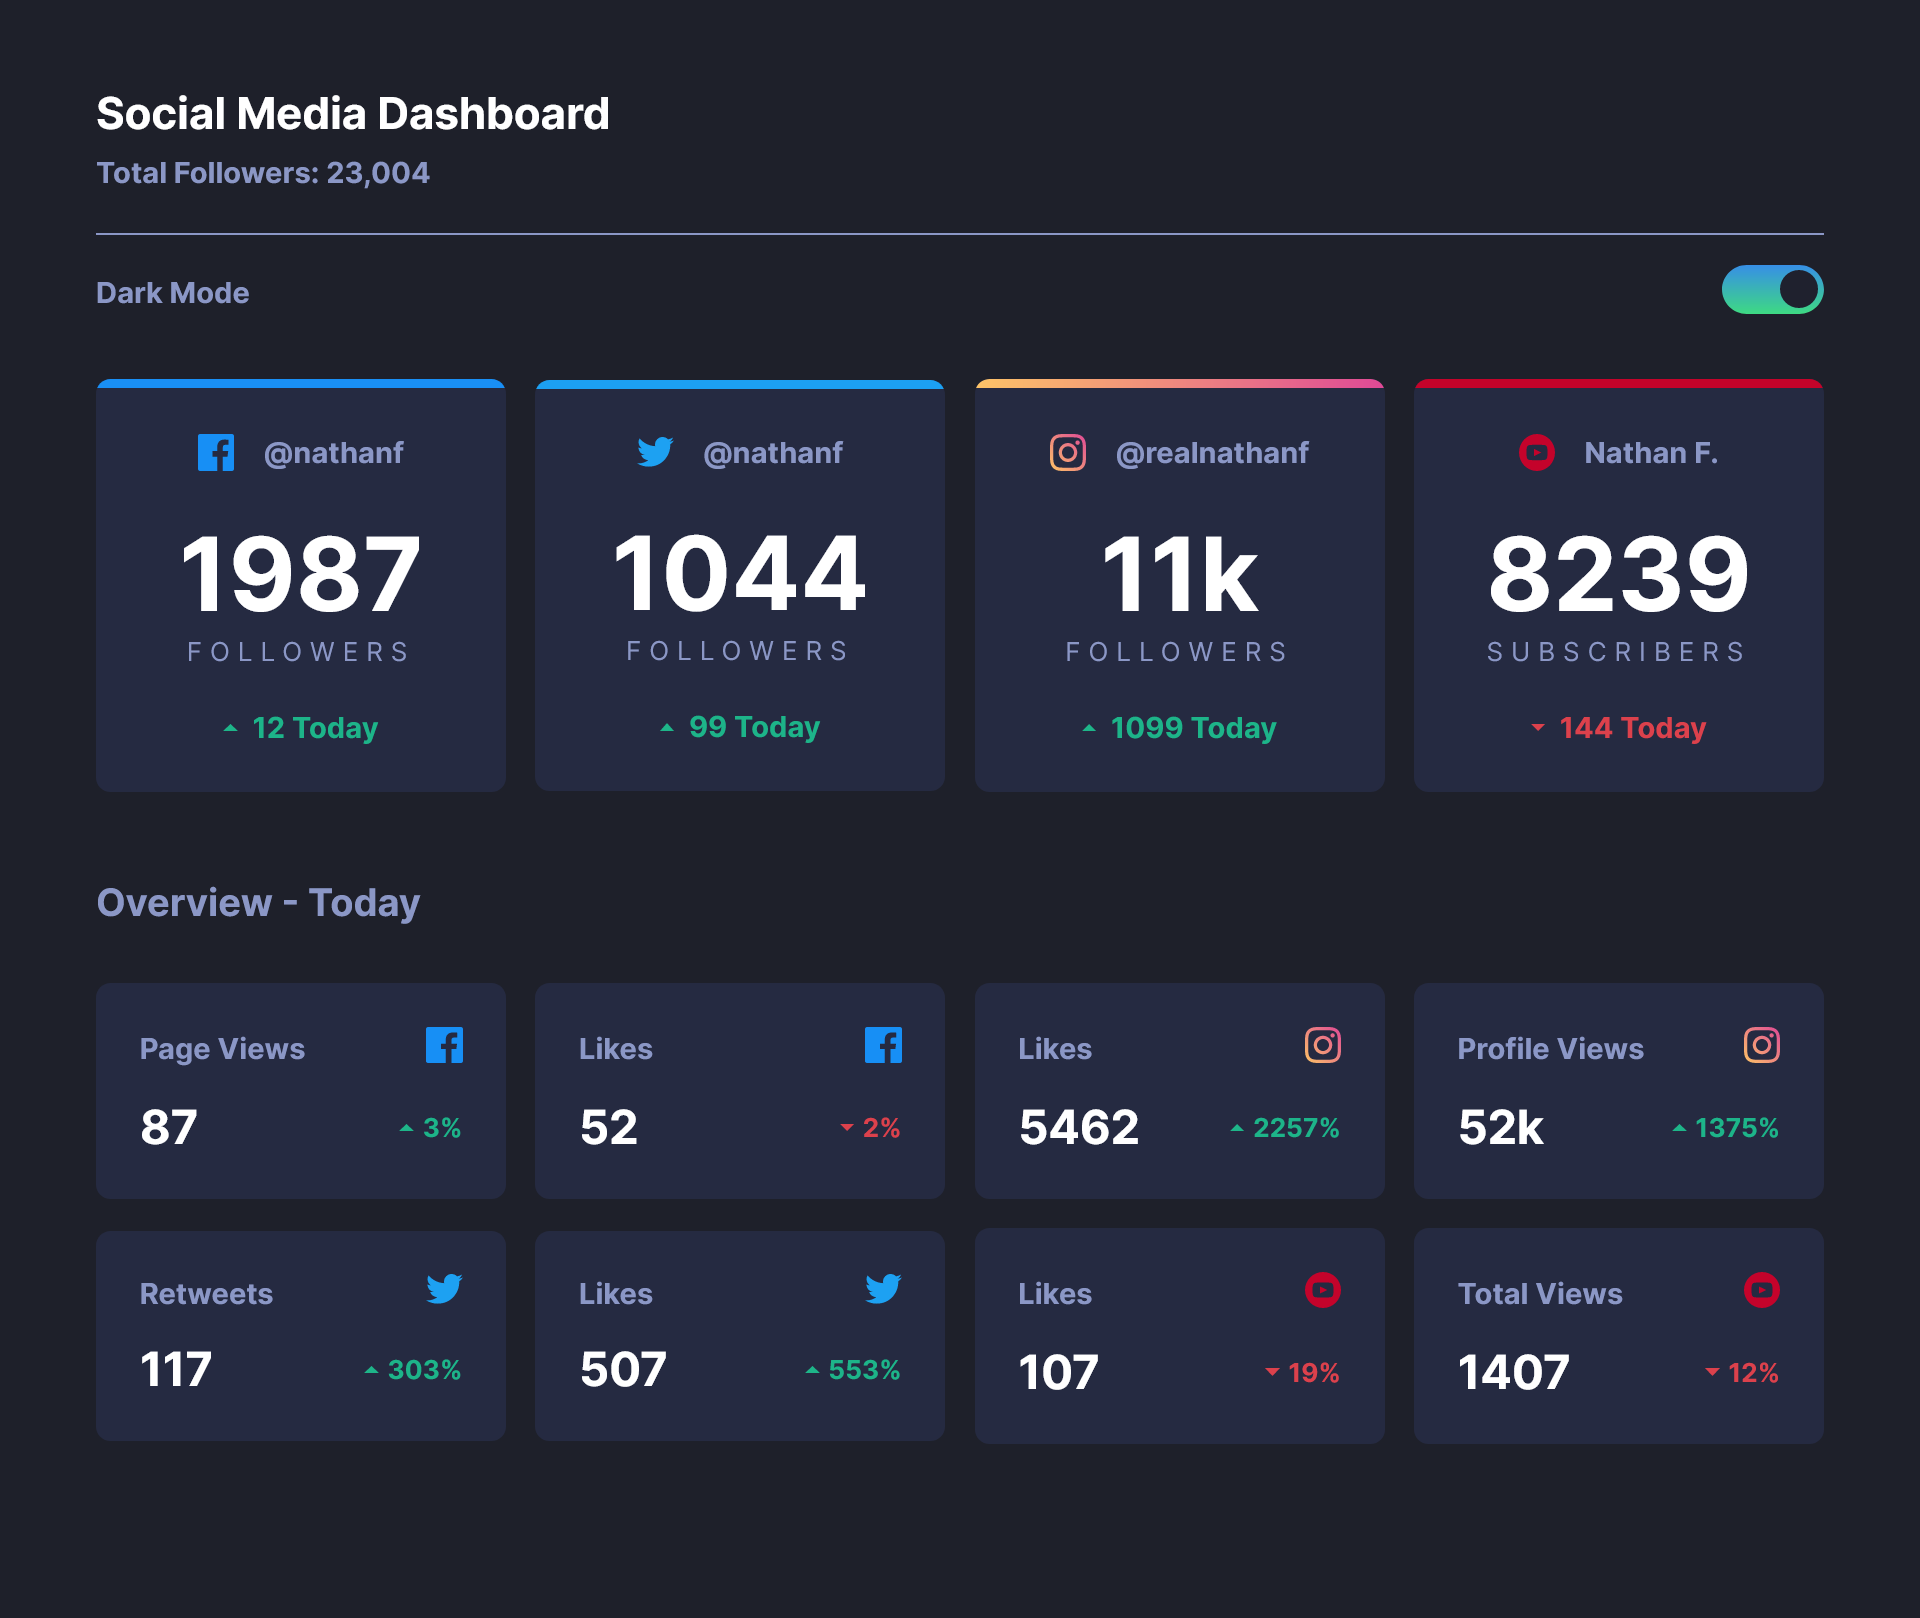 Social Media Dashboard
Total Followers: 23,004
Dark Mode
@nathanf
1987
FOLLOWERS
12 Today
@nathanf
1044
FOLLOWERS
99 Today
@realnathanf
11k
FOLLOWERS
1099 Today
Nathan F.
8239
SUBSCRIBERS
144 Today
Overview - Today
Page Views
87
3%
Likes
52
2%
Likes
5462
2257%
Profile Views
52k
1375%
Retweets
117
303%
Likes
507
553%
Likes
107
19%
Total Views
1407
12%